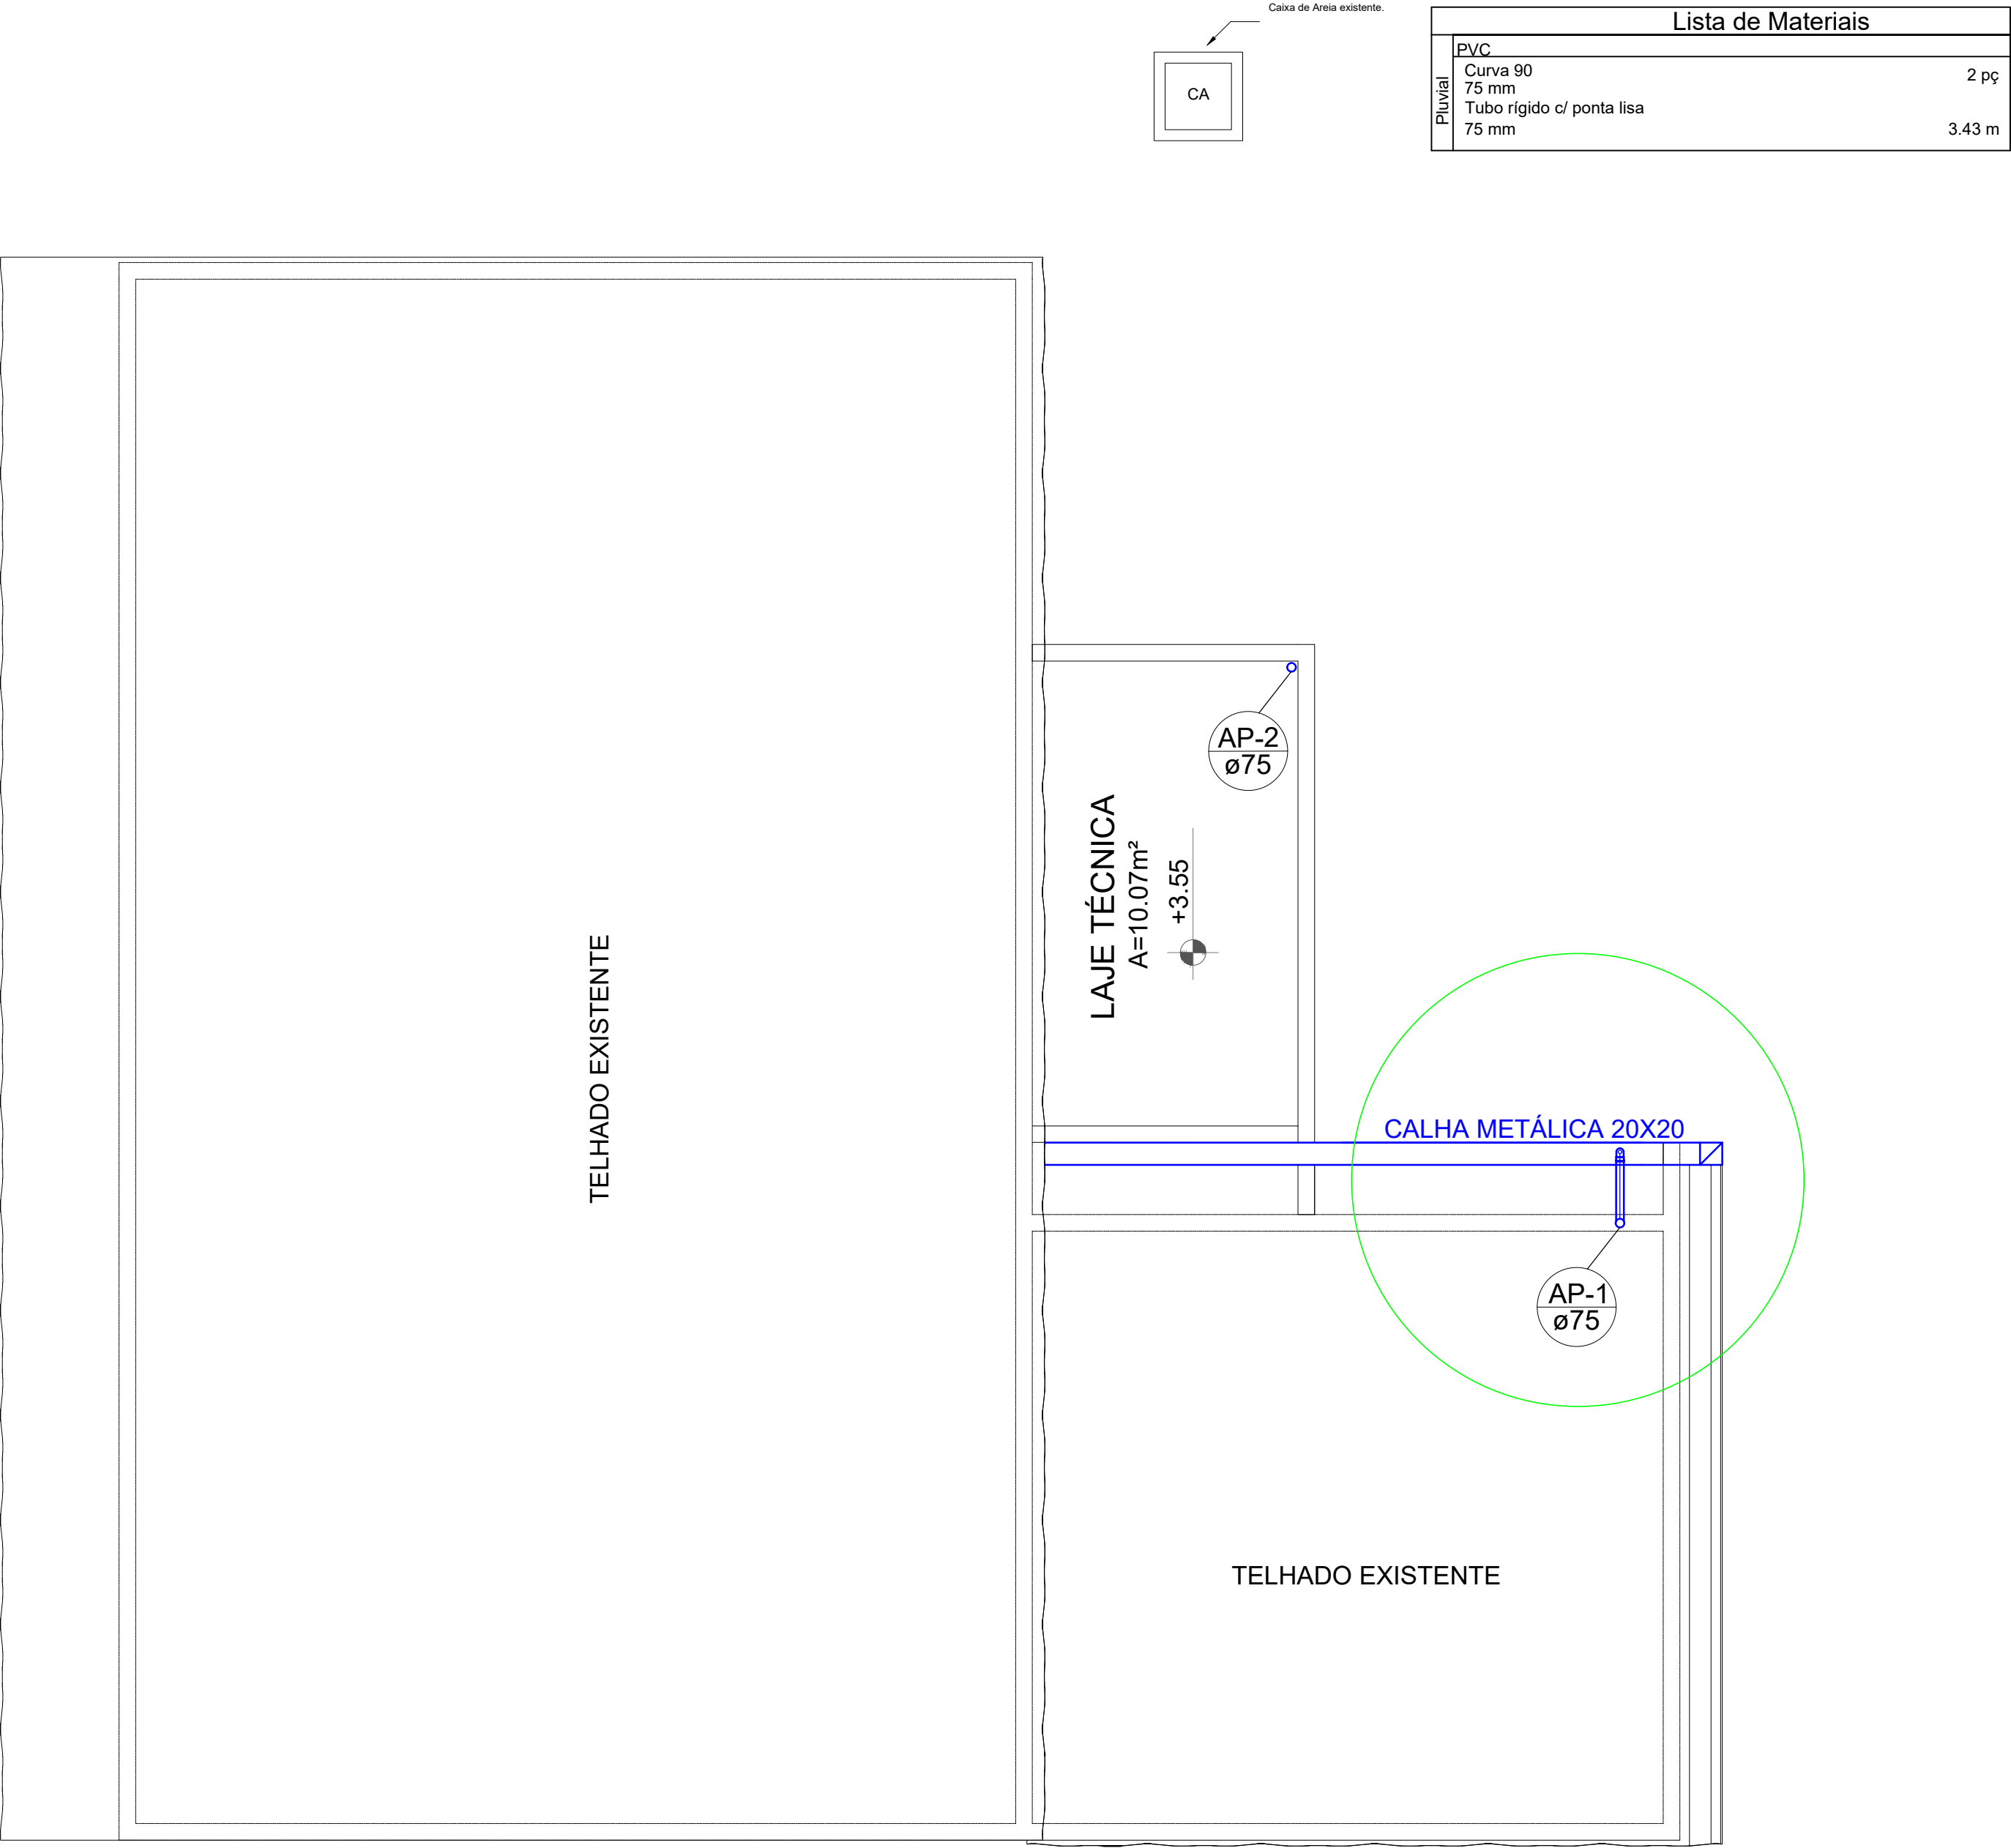 Caixa de Areia existente.
CA
Lista de Materiais
Pluvial
PVC
Curva 90
75 mm 2 pç
Tubo rígido c/ ponta lisa
75 mm 3.43 m
TELHADO EXISTENTE
LAJE TÉCNICA
A=10.07m²
+3.55
AP-2
ø75
CALHA METÁLICA 20X20
AP-1
ø75
TELHADO EXISTENTE